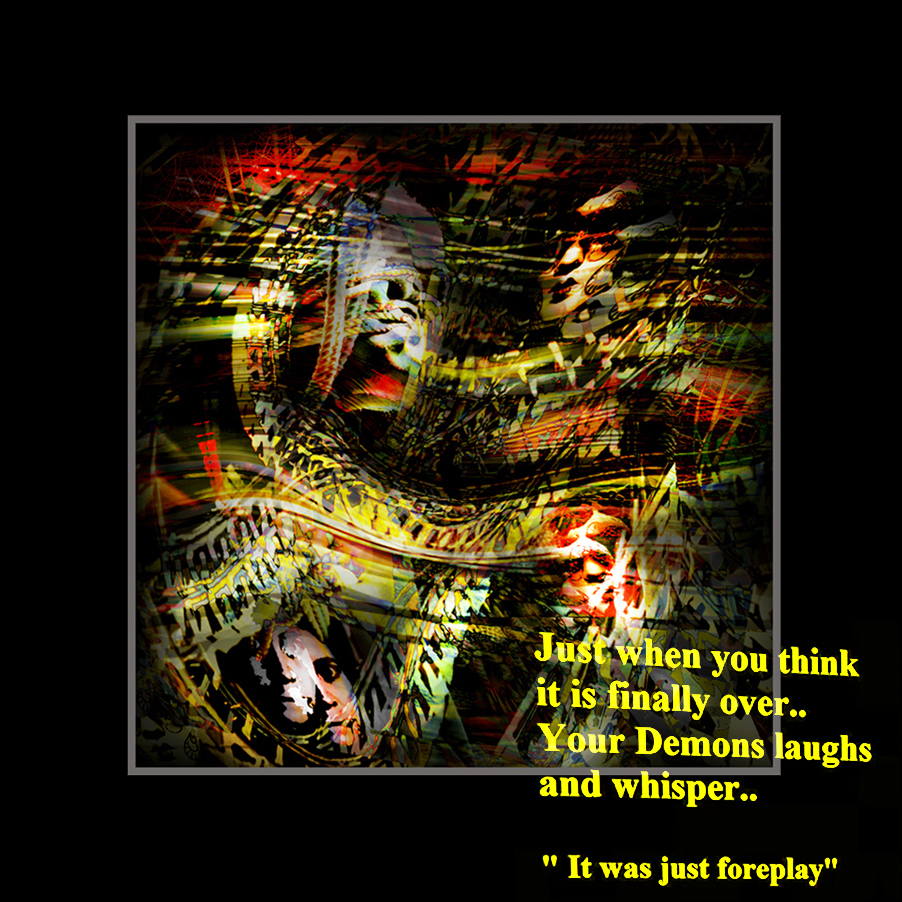 Just when you think
it is finally over..
Your Demons laughs
and whisper..
" It was just foreplay"